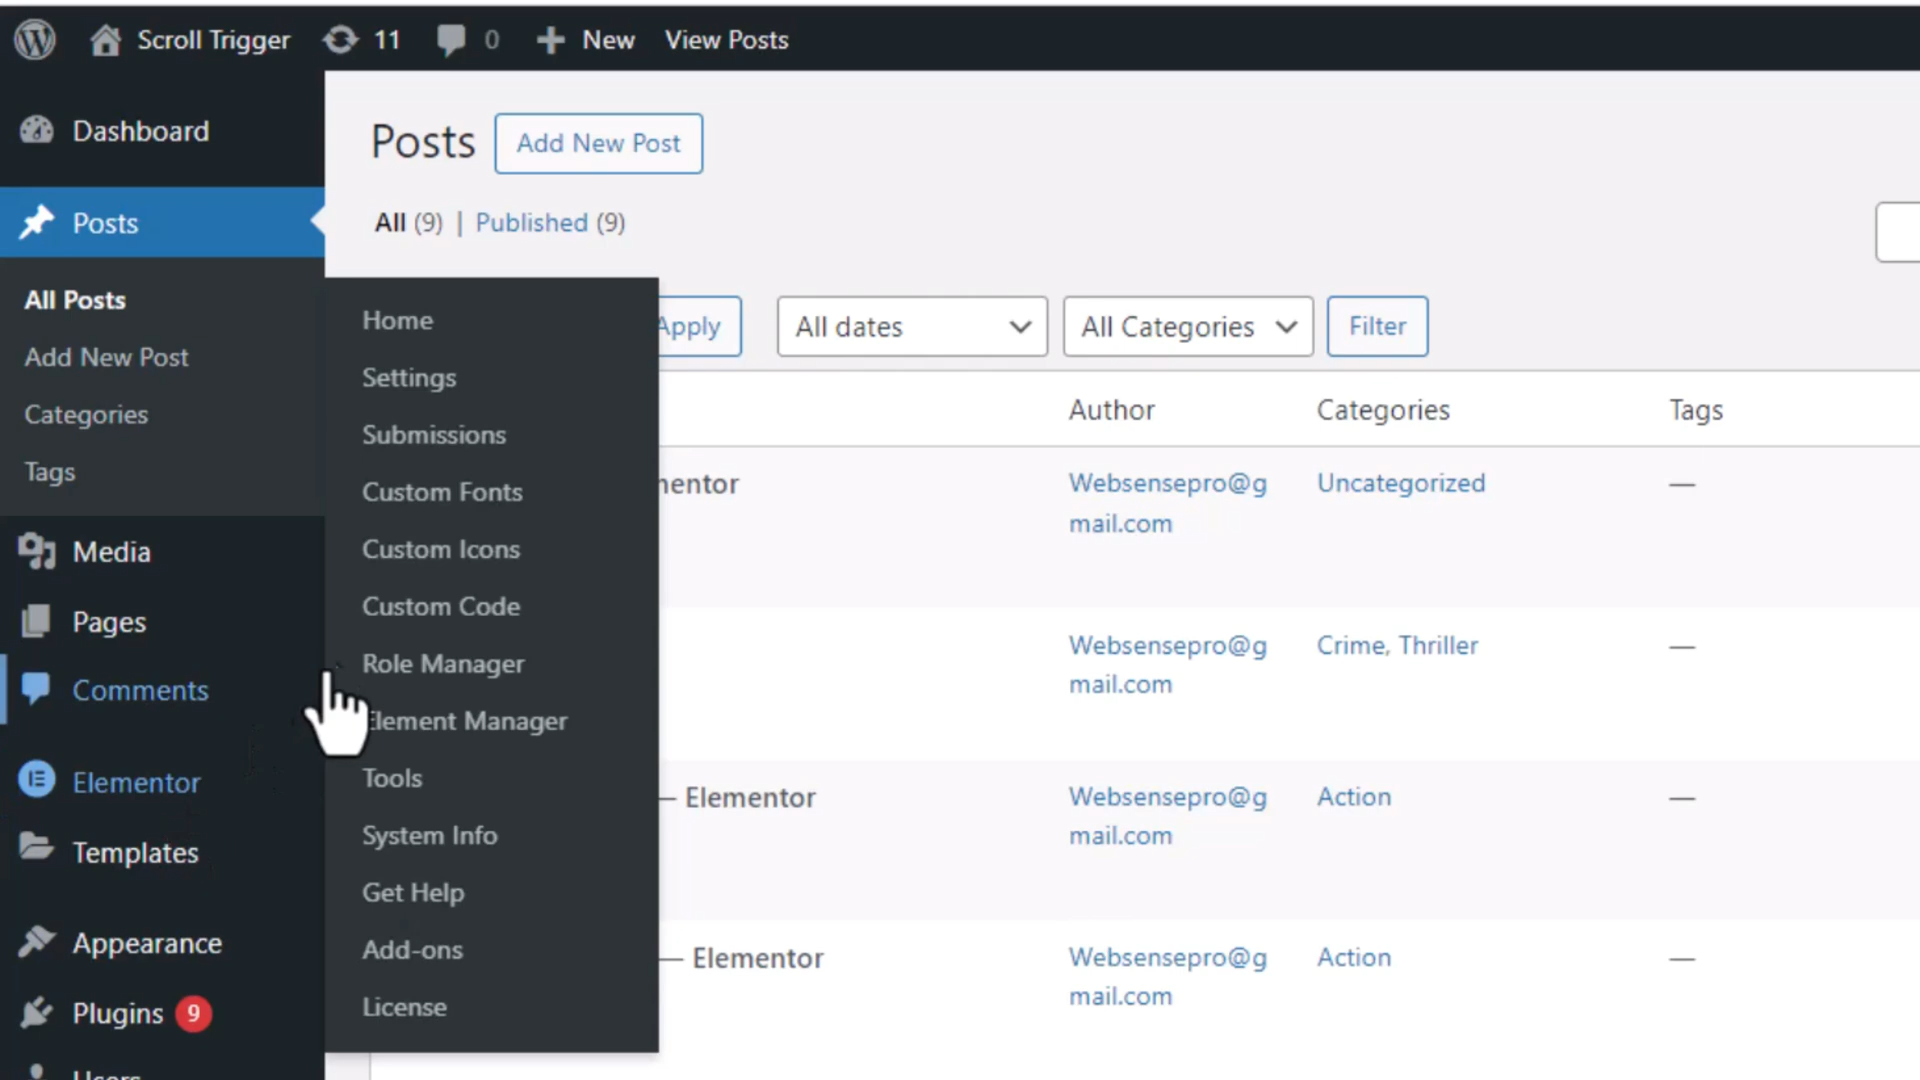 Scroll Trigger 11 0 New View Posts
Dashboard
Posts
All Posts
Add New Post
Categories
Tags
Media
Pages
Comments
Elementor
Templates
Appearance
Plugins 9
Users
Home
Settings
Submissions
Custom Fonts
Custom Icons
Custom Code
Role Manager
Element Manager
Tools
System Info
Get Help
Add-ons
License
Posts Add New Post
All (9) | Published (9)
Apply All dates All Categories Filter
Author Categories Tags
mentor Websensepro@g Uncategorized —
mail.com
Websensepro@g Crime, Thriller —
mail.com
— Elementor Websensepro@g Action —
mail.com
— Elementor Websensepro@g Action —
mail.com